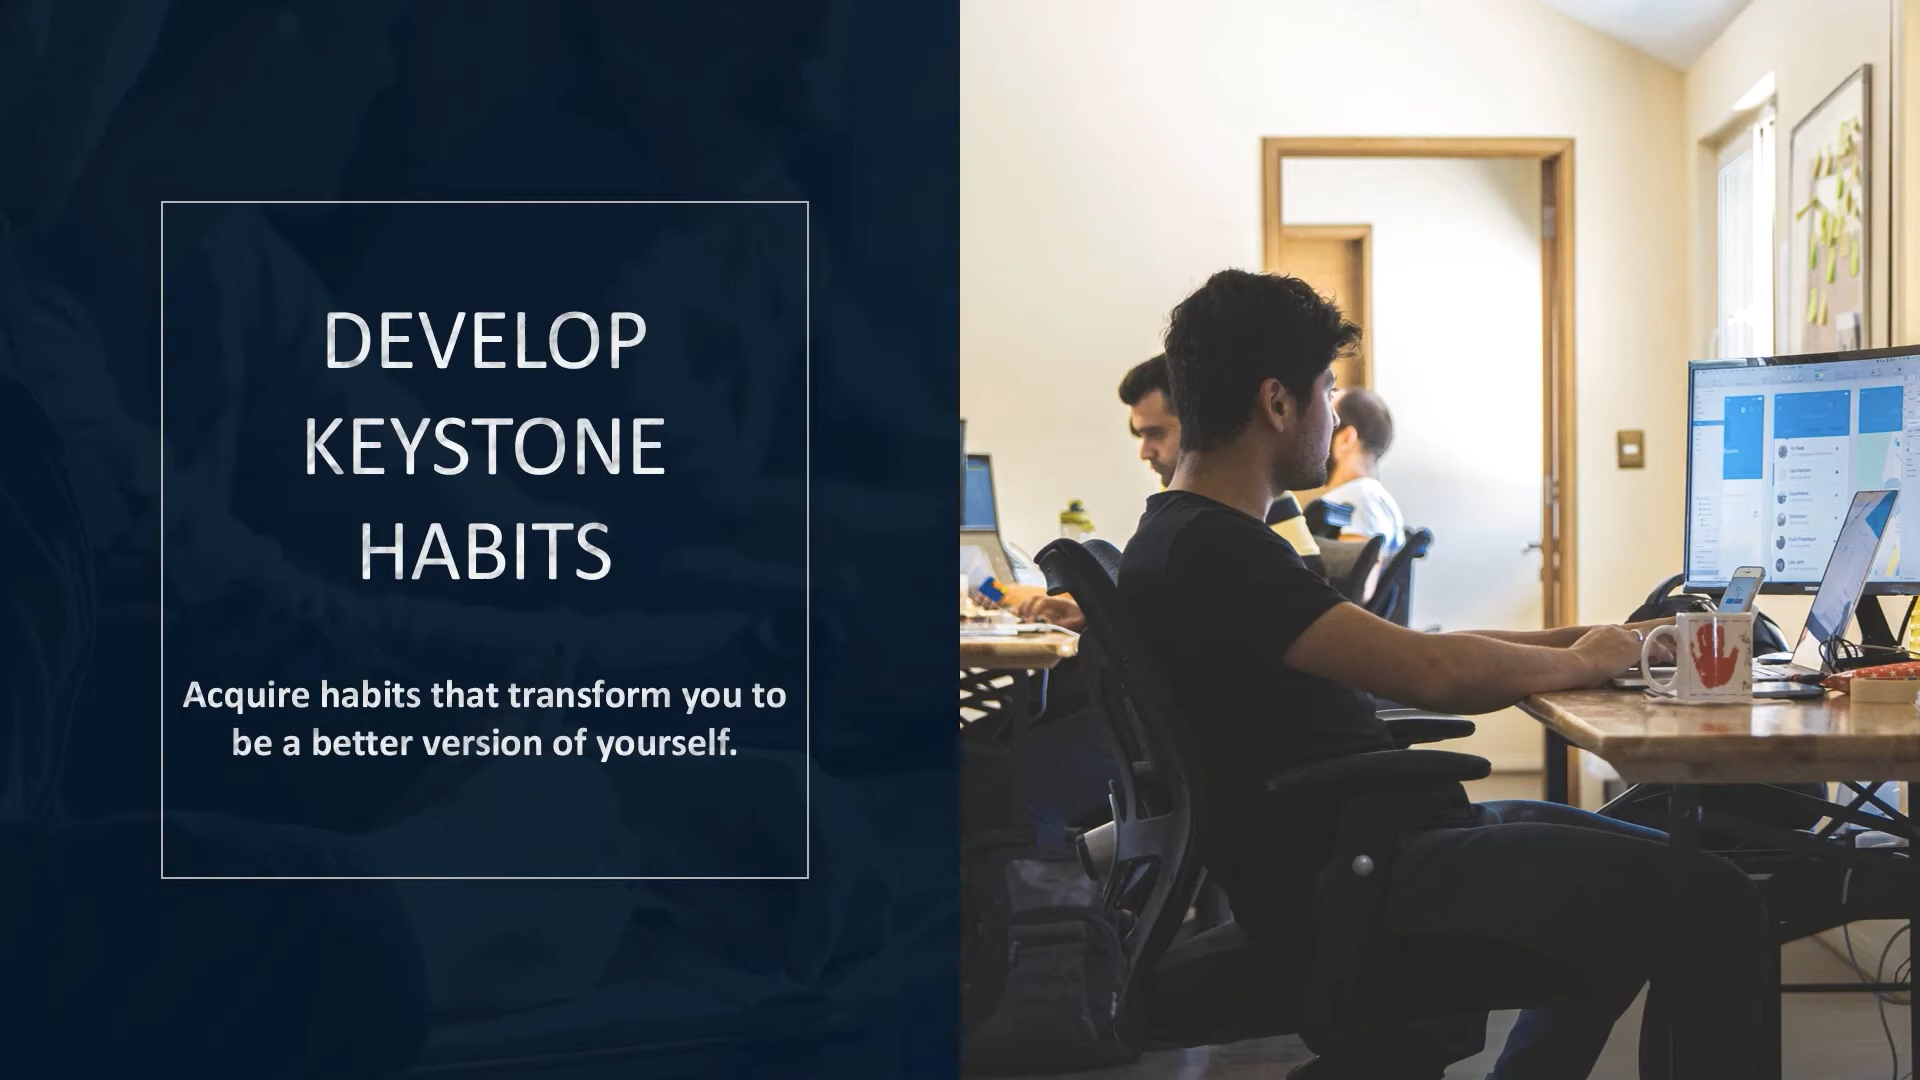 DEVELOP
KEYSTONE
HABITS
Acquire habits that transform you to
be a better version of yourself.